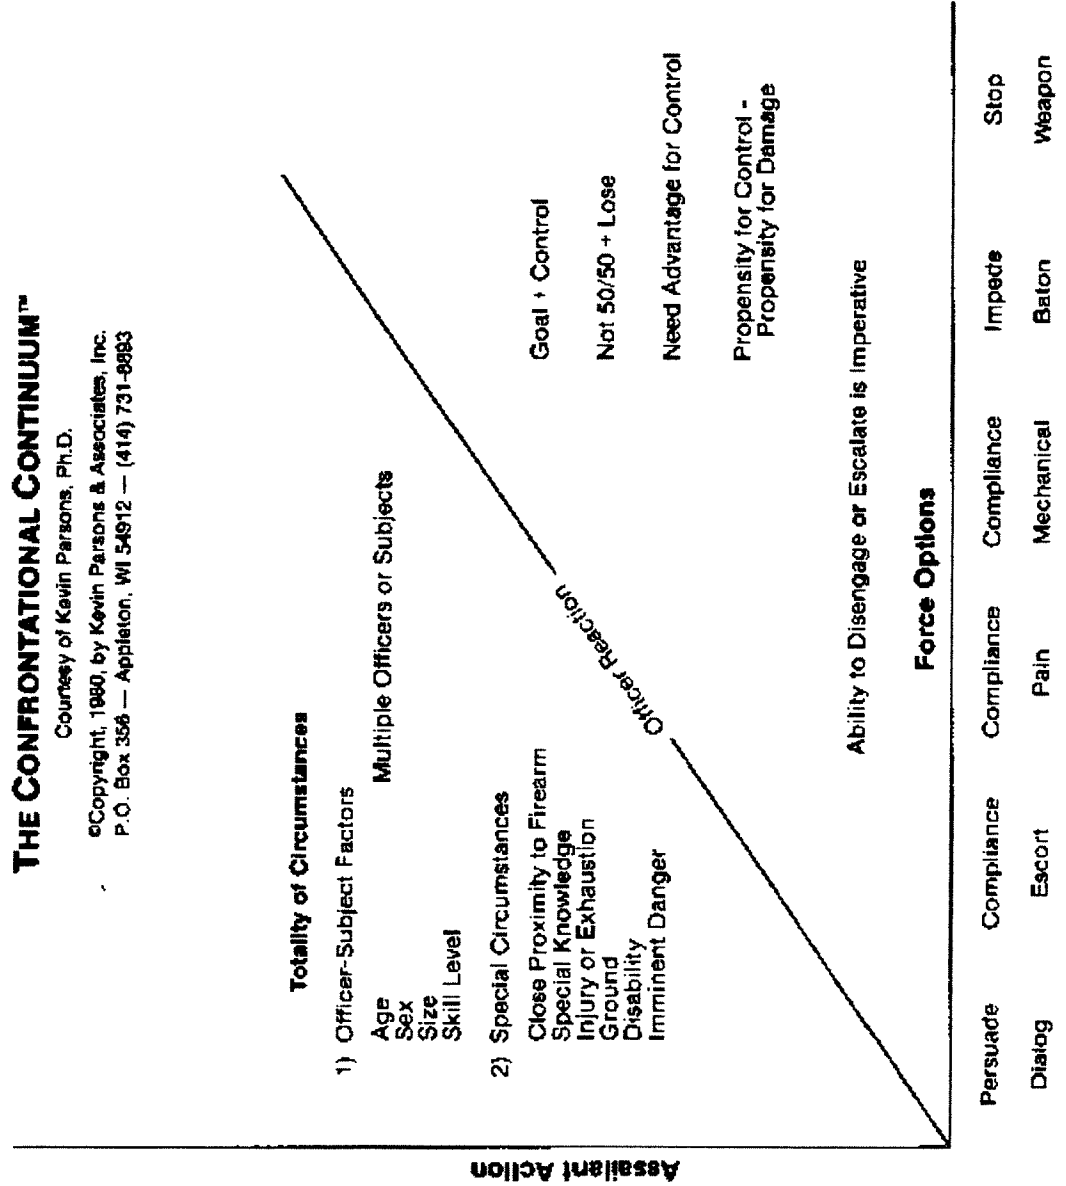 THE CONFRONTATIONAL CONTINUUM™
Courtesy of Kevin Parsons, Ph.D.
©Copyright, 1980, by Kevin Parsons & Associates, Inc.
P.O. Box 356 — Appleton, WI 54912 — (414) 731-8893
Totality of Circumstances
1) Officer-Subject Factors
Age
Sex
Size
Skill Level
Multiple Officers or Subjects
2) Special Circumstances
Close Proximity to Firearm
Special Knowledge
Injury or Exhaustion
Ground
Disability
Imminent Danger
Officer Reaction
Goal + Control
Not 50/50 + Lose
Need Advantage for Control
Propensity for Control -
Propensity for Damage
Ability to Disengage or Escalate is Imperative
Assailant Action
Force Options
Persuade Compliance Compliance Compliance Impede Stop
Dialog Escort Pain Mechanical Baton Weapon